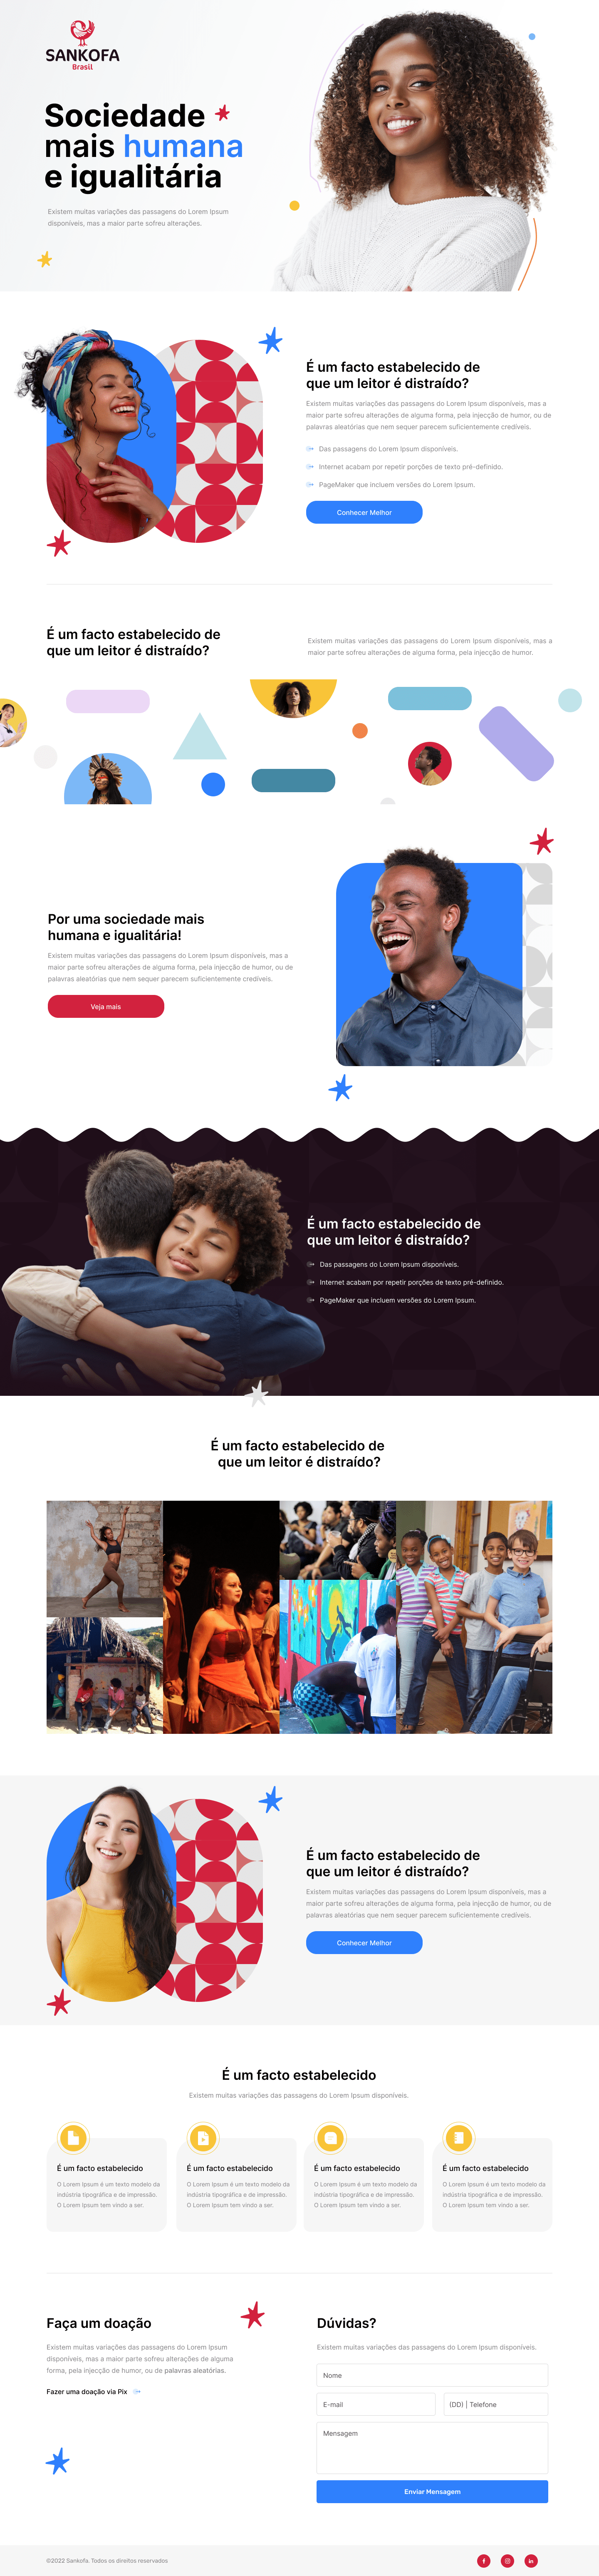 SANKOFA
Brasil
Sociedade
mais humana
e igualitária
Existem muitas variações das passagens do Lorem Ipsum
disponíveis, mas a maior parte sofreu alterações.
É um facto estabelecido de
que um leitor é distraído?
Existem muitas variações das passagens do Lorem Ipsum disponíveis, mas a
maior parte sofreu alterações de alguma forma, pela injecção de humor, ou de
palavras aleatórias que nem sequer parecem suficientemente credíveis.
Das passagens do Lorem Ipsum disponíveis.
Internet acabam por repetir porções de texto pré-definido.
PageMaker que incluem versões do Lorem Ipsum.
Conhecer Melhor
É um facto estabelecido de
que um leitor é distraído?
Existem muitas variações das passagens do Lorem Ipsum disponíveis, mas a
maior parte sofreu alterações de alguma forma, pela injecção de humor.
Por uma sociedade mais
humana e igualitária!
Existem muitas variações das passagens do Lorem Ipsum disponíveis, mas a
maior parte sofreu alterações de alguma forma, pela injecção de humor, ou de
palavras aleatórias que nem sequer parecem suficientemente credíveis.
Veja mais
É um facto estabelecido de
que um leitor é distraído?
Das passagens do Lorem Ipsum disponíveis.
Internet acabam por repetir porções de texto pré-definido.
PageMaker que incluem versões do Lorem Ipsum.
É um facto estabelecido de
que um leitor é distraído?
É um facto estabelecido de
que um leitor é distraído?
Existem muitas variações das passagens do Lorem Ipsum disponíveis, mas a
maior parte sofreu alterações de alguma forma, pela injecção de humor, ou de
palavras aleatórias que nem sequer parecem suficientemente credíveis.
Conhecer Melhor
É um facto estabelecido
Existem muitas variações das passagens do Lorem Ipsum disponíveis.
É um facto estabelecido
O Lorem Ipsum é um texto modelo da
indústria tipográfica e de impressão.
O Lorem Ipsum tem vindo a ser.
É um facto estabelecido
O Lorem Ipsum é um texto modelo da
indústria tipográfica e de impressão.
O Lorem Ipsum tem vindo a ser.
É um facto estabelecido
O Lorem Ipsum é um texto modelo da
indústria tipográfica e de impressão.
O Lorem Ipsum tem vindo a ser.
É um facto estabelecido
O Lorem Ipsum é um texto modelo da
indústria tipográfica e de impressão.
O Lorem Ipsum tem vindo a ser.
Faça um doação
Existem muitas variações das passagens do Lorem Ipsum
disponíveis, mas a maior parte sofreu alterações de alguma
forma, pela injecção de humor, ou de palavras aleatórias.
Fazer uma doação via Pix
Dúvidas?
Existem muitas variações das passagens do Lorem Ipsum disponíveis.
Nome
E-mail
(DD) | Telefone
Mensagem
Enviar Mensagem
©2022 Sankofa. Todos os direitos reservados